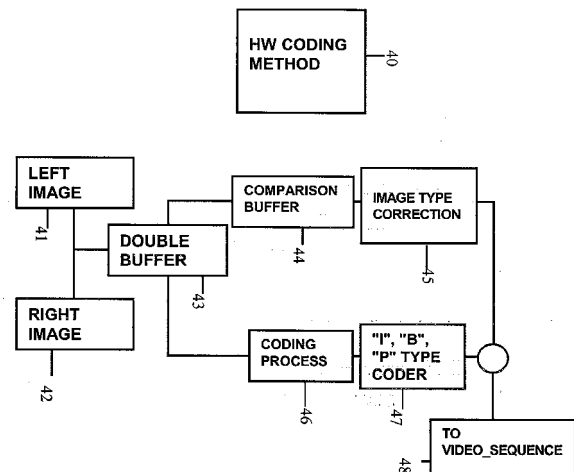 HW CODING
METHOD
40
LEFT
IMAGE
41
RIGHT
IMAGE
42
DOUBLE
BUFFER
43
COMPARISON
BUFFER
44
IMAGE TYPE
CORRECTION
45
CODING
PROCESS
46
"I", "B",
"P" TYPE
CODER
47
TO
VIDEO_SEQUENCE
48